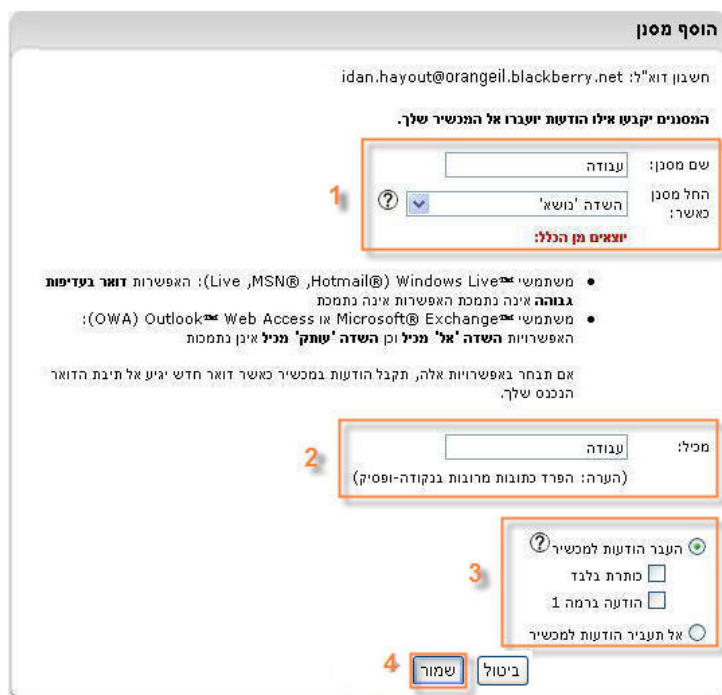 הוסף מסנן
חשבון דוא"ל: idan.hayout@orangeil.blackberry.net
המסננים יקבעו אילו הודעות יועברו אל המכשיר שלך.
1
שם מסנן: עבודה
החל מסנן כאשר: השדה 'נושא' ?
יוצאים מן הכלל:
• משתמשי Windows Live™ (Hotmail®, MSN®, Live): האפשרות דואר בעדיפות
גבוהה אינה נתמכת האפשרות אינה נתמכת
• משתמשי Microsoft® Exchange™ או Outlook™ Web Access (OWA):
האפשרויות השדה 'אל' מכיל וכן השדה 'עותק' מכיל אינן נתמכות
אם תבחר באפשרויות אלה, תקבל הודעות במכשיר כאשר דואר חדש יגיע אל תיבת הדואר
הנכנס שלך.
2
מכיל: עבודה
(הערה: הפרד כתובות מרובות בנקודה-ופסיק)
3
העבר הודעות למכשיר ?
כותרת בלבד
הודעה ברמה 1
אל תעביר הודעות למכשיר
ביטול שמור 4